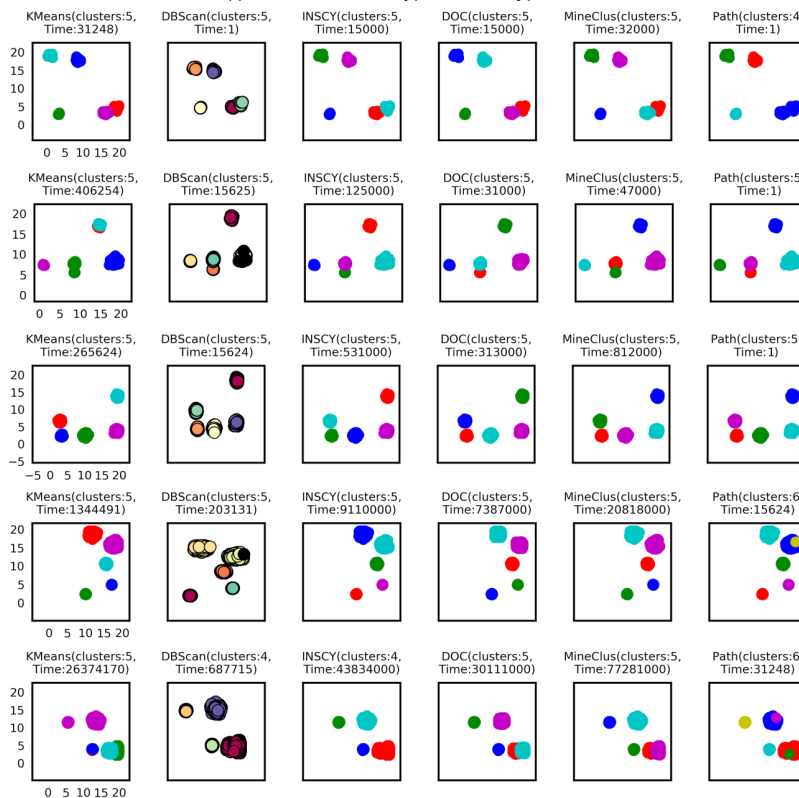 KMeans(clusters:5, DBScan(clusters:5, INSCY(clusters:5, DOC(clusters:5, MineClus(clusters:5, Path(clusters:4
Time:31248) Time:1) Time:15000) Time:15000) Time:32000) Time:1)
20
15
10
5
0
0 5 10 15 20
KMeans(clusters:5, DBScan(clusters:5, INSCY(clusters:5, DOC(clusters:5, MineClus(clusters:5, Path(clusters:5
Time:406254) Time:15625) Time:125000) Time:31000) Time:47000) Time:1)
20
15
10
5
0
0 5 10 15 20
KMeans(clusters:5, DBScan(clusters:5, INSCY(clusters:5, DOC(clusters:5, MineClus(clusters:5, Path(clusters:5
Time:265624) Time:15624) Time:531000) Time:313000) Time:812000) Time:1)
20
15
10
5
0
−5
−5 0 5 10 15 20
KMeans(clusters:5, DBScan(clusters:5, INSCY(clusters:5, DOC(clusters:5, MineClus(clusters:5, Path(clusters:6
Time:1344491) Time:203131) Time:9110000) Time:7387000) Time:20818000) Time:15624)
20
15
10
5
0
0 5 10 15 20
KMeans(clusters:5, DBScan(clusters:4, INSCY(clusters:4, DOC(clusters:5, MineClus(clusters:5, Path(clusters:6
Time:26374170) Time:687715) Time:43834000) Time:30111000) Time:77281000) Time:31248)
20
15
10
5
0
0 5 10 15 20